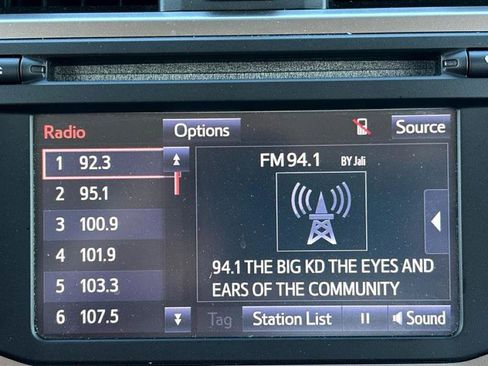 Radio
Options
Source
1 92.3
2 95.1
3 100.9
4 101.9
5 103.3
6 107.5
FM 94.1 BY Jali
94.1 THE BIG KD THE EYES AND
EARS OF THE COMMUNITY
Tag
Station List
Sound